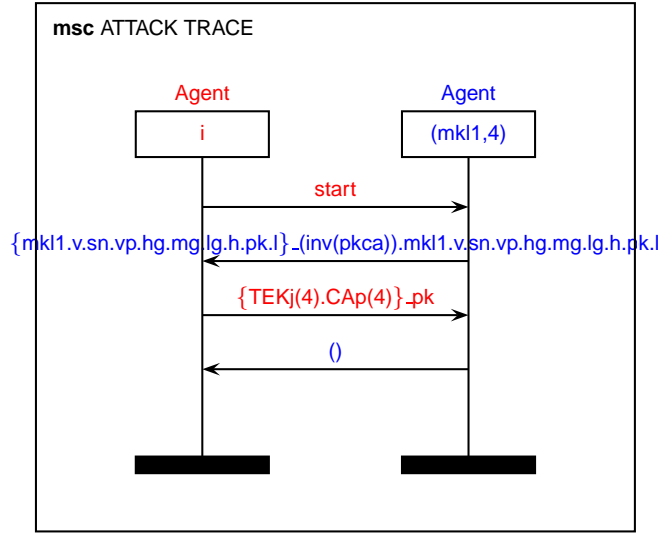 msc ATTACK TRACE
Agent Agent
i (mkl1,4)
start
{mkl1.v.sn.vp.hg.mg.lg.h.pk.l}_(inv(pkca)).mkl1.v.sn.vp.hg.mg.lg.h.pk.l
{TEKj(4).CAp(4)}_pk
()